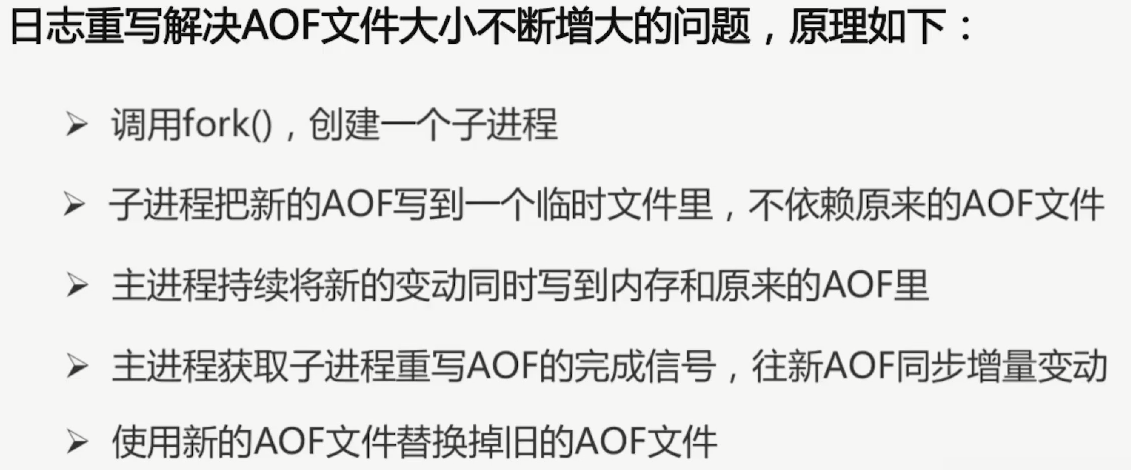 日志重写解决AOF文件大小不断增大的问题，原理如下：
➢ 调用fork()，创建一个子进程
➢ 子进程把新的AOF写到一个临时文件里，不依赖原来的AOF文件
➢ 主进程持续将新的变动同时写到内存和原来的AOF里
➢ 主进程获取子进程重写AOF的完成信号，往新AOF同步增量变动
➢ 使用新的AOF文件替换掉旧的AOF文件